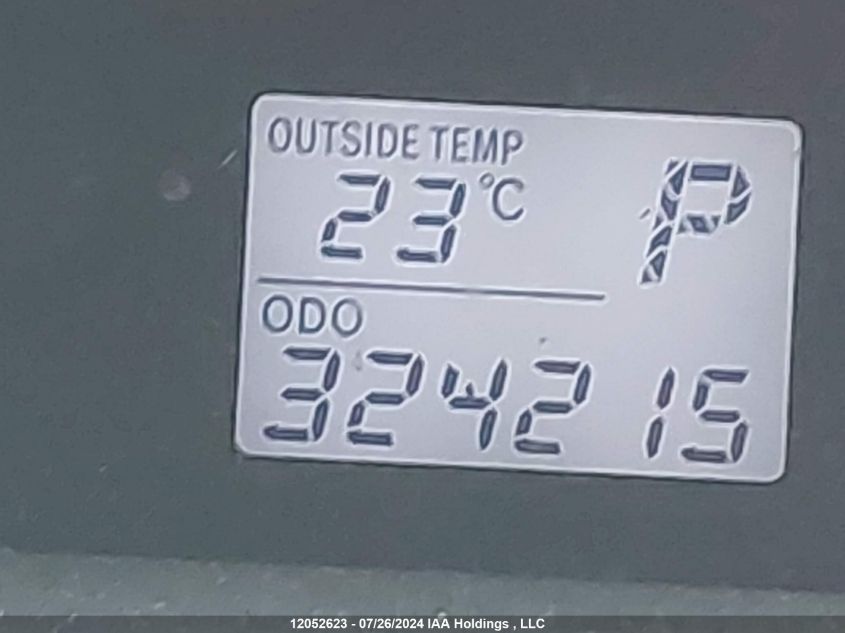 OUTSIDE TEMP
23°C
P
ODO
324215
12052623 - 07/26/2024 IAA Holdings , LLC